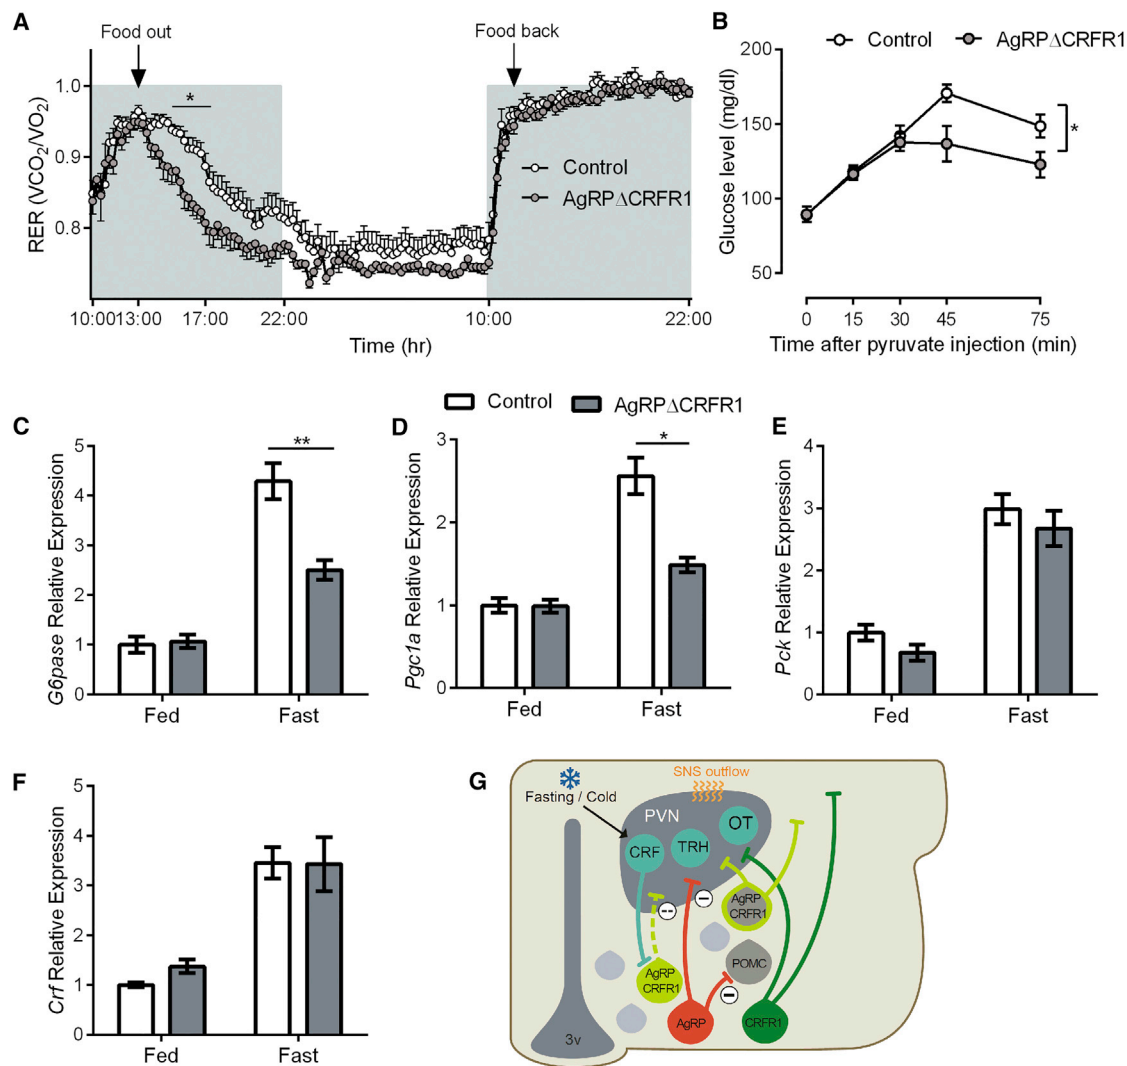 A
Food out
Food back
RER (VCO2/VO2)
1.0
0.9
0.8
*
Control
AgRPΔCRFR1
10:00 13:00 17:00 22:00 10:00 22:00
Time (hr)
B
Control AgRPΔCRFR1
Glucose level (mg/dl)
200
150
100
50
*
0 15 30 45 75
Time after pyruvate injection (min)
Control AgRPΔCRFR1
C
G6pase Relative Expression
5
4
3
2
1
0
**
Fed Fast
D
Pgc1a Relative Expression
3
2
1
0
*
Fed Fast
E
Pck Relative Expression
4
3
2
1
0
Fed Fast
F
Crf Relative Expression
5
4
3
2
1
0
Fed Fast
G
SNS outflow
Fasting / Cold
PVN
OT
CRF
TRH
AgRP
CRFR1
--
−
AgRP
CRFR1
POMC
−
AgRP
CRFR1
3v